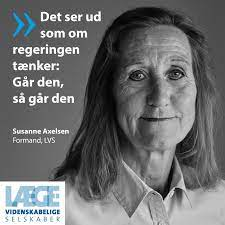 Det ser ud
som om
regeringen
tænker:
Går den,
så går den
Susanne Axelsen
Formand, LVS
LÆGE
VIDENSKABELIGE
SELSKABER